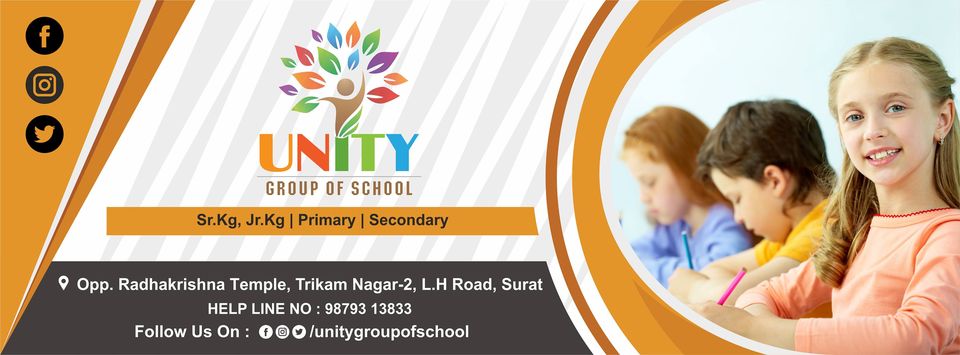 UNITY
GROUP OF SCHOOL
Sr.Kg, Jr.Kg | Primary | Secondary
Opp. Radhakrishna Temple, Trikam Nagar-2, L.H Road, Surat
HELP LINE NO : 98793 13833
Follow Us On : /unitygroupofschool